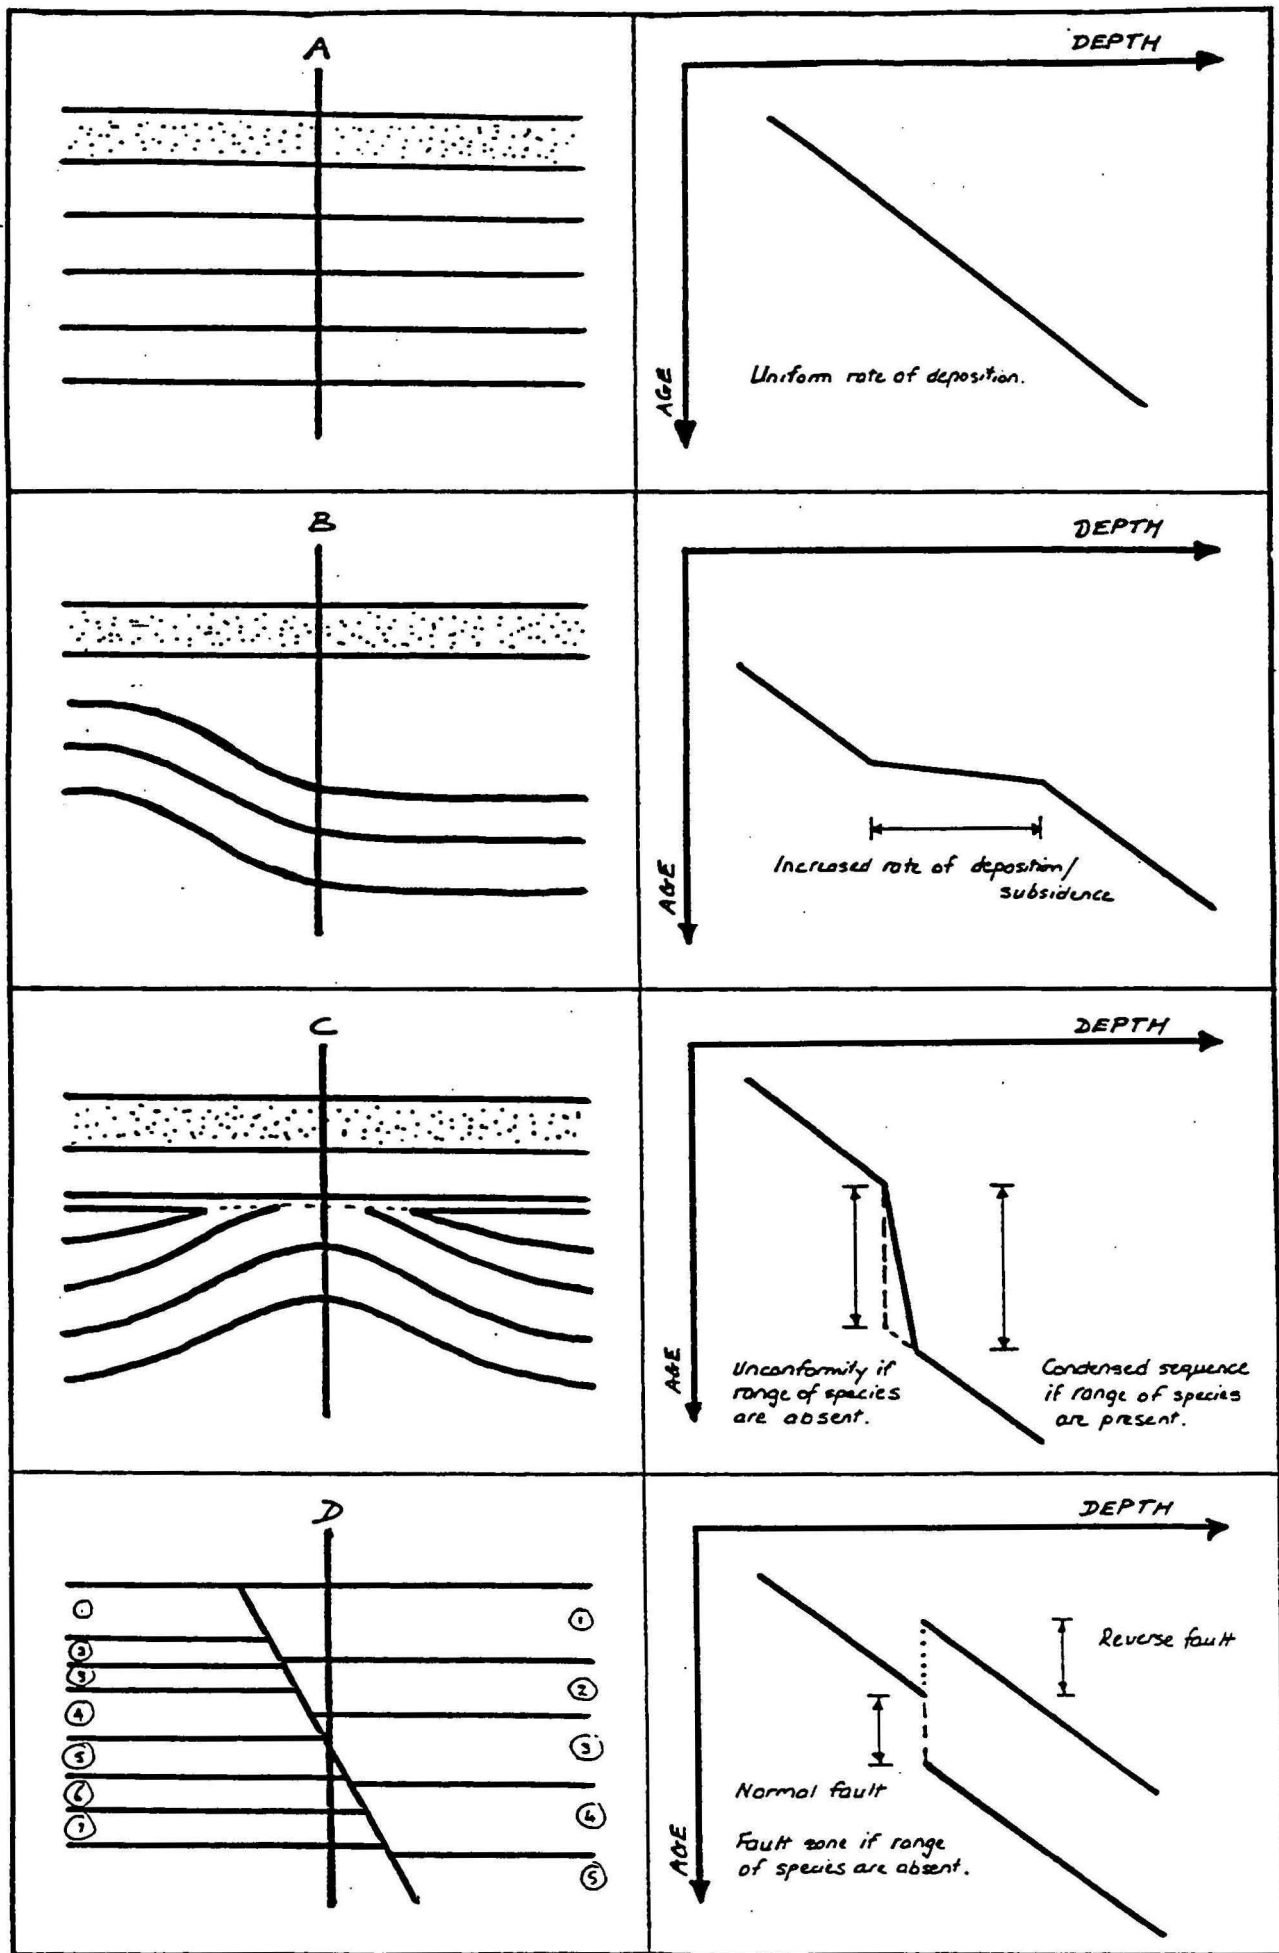 A
DEPTH
AGE
Uniform rate of deposition.
B
DEPTH
AGE
Increased rate of deposition/
subsidence
C
DEPTH
AGE
Unconformity if
range of species
are absent.
Condensed sequence
if range of species
are present.
D
1
2
3
4
5
6
7
1
2
3
4
5
DEPTH
AGE
Reverse fault
Normal fault
Fault zone if range
of species are absent.